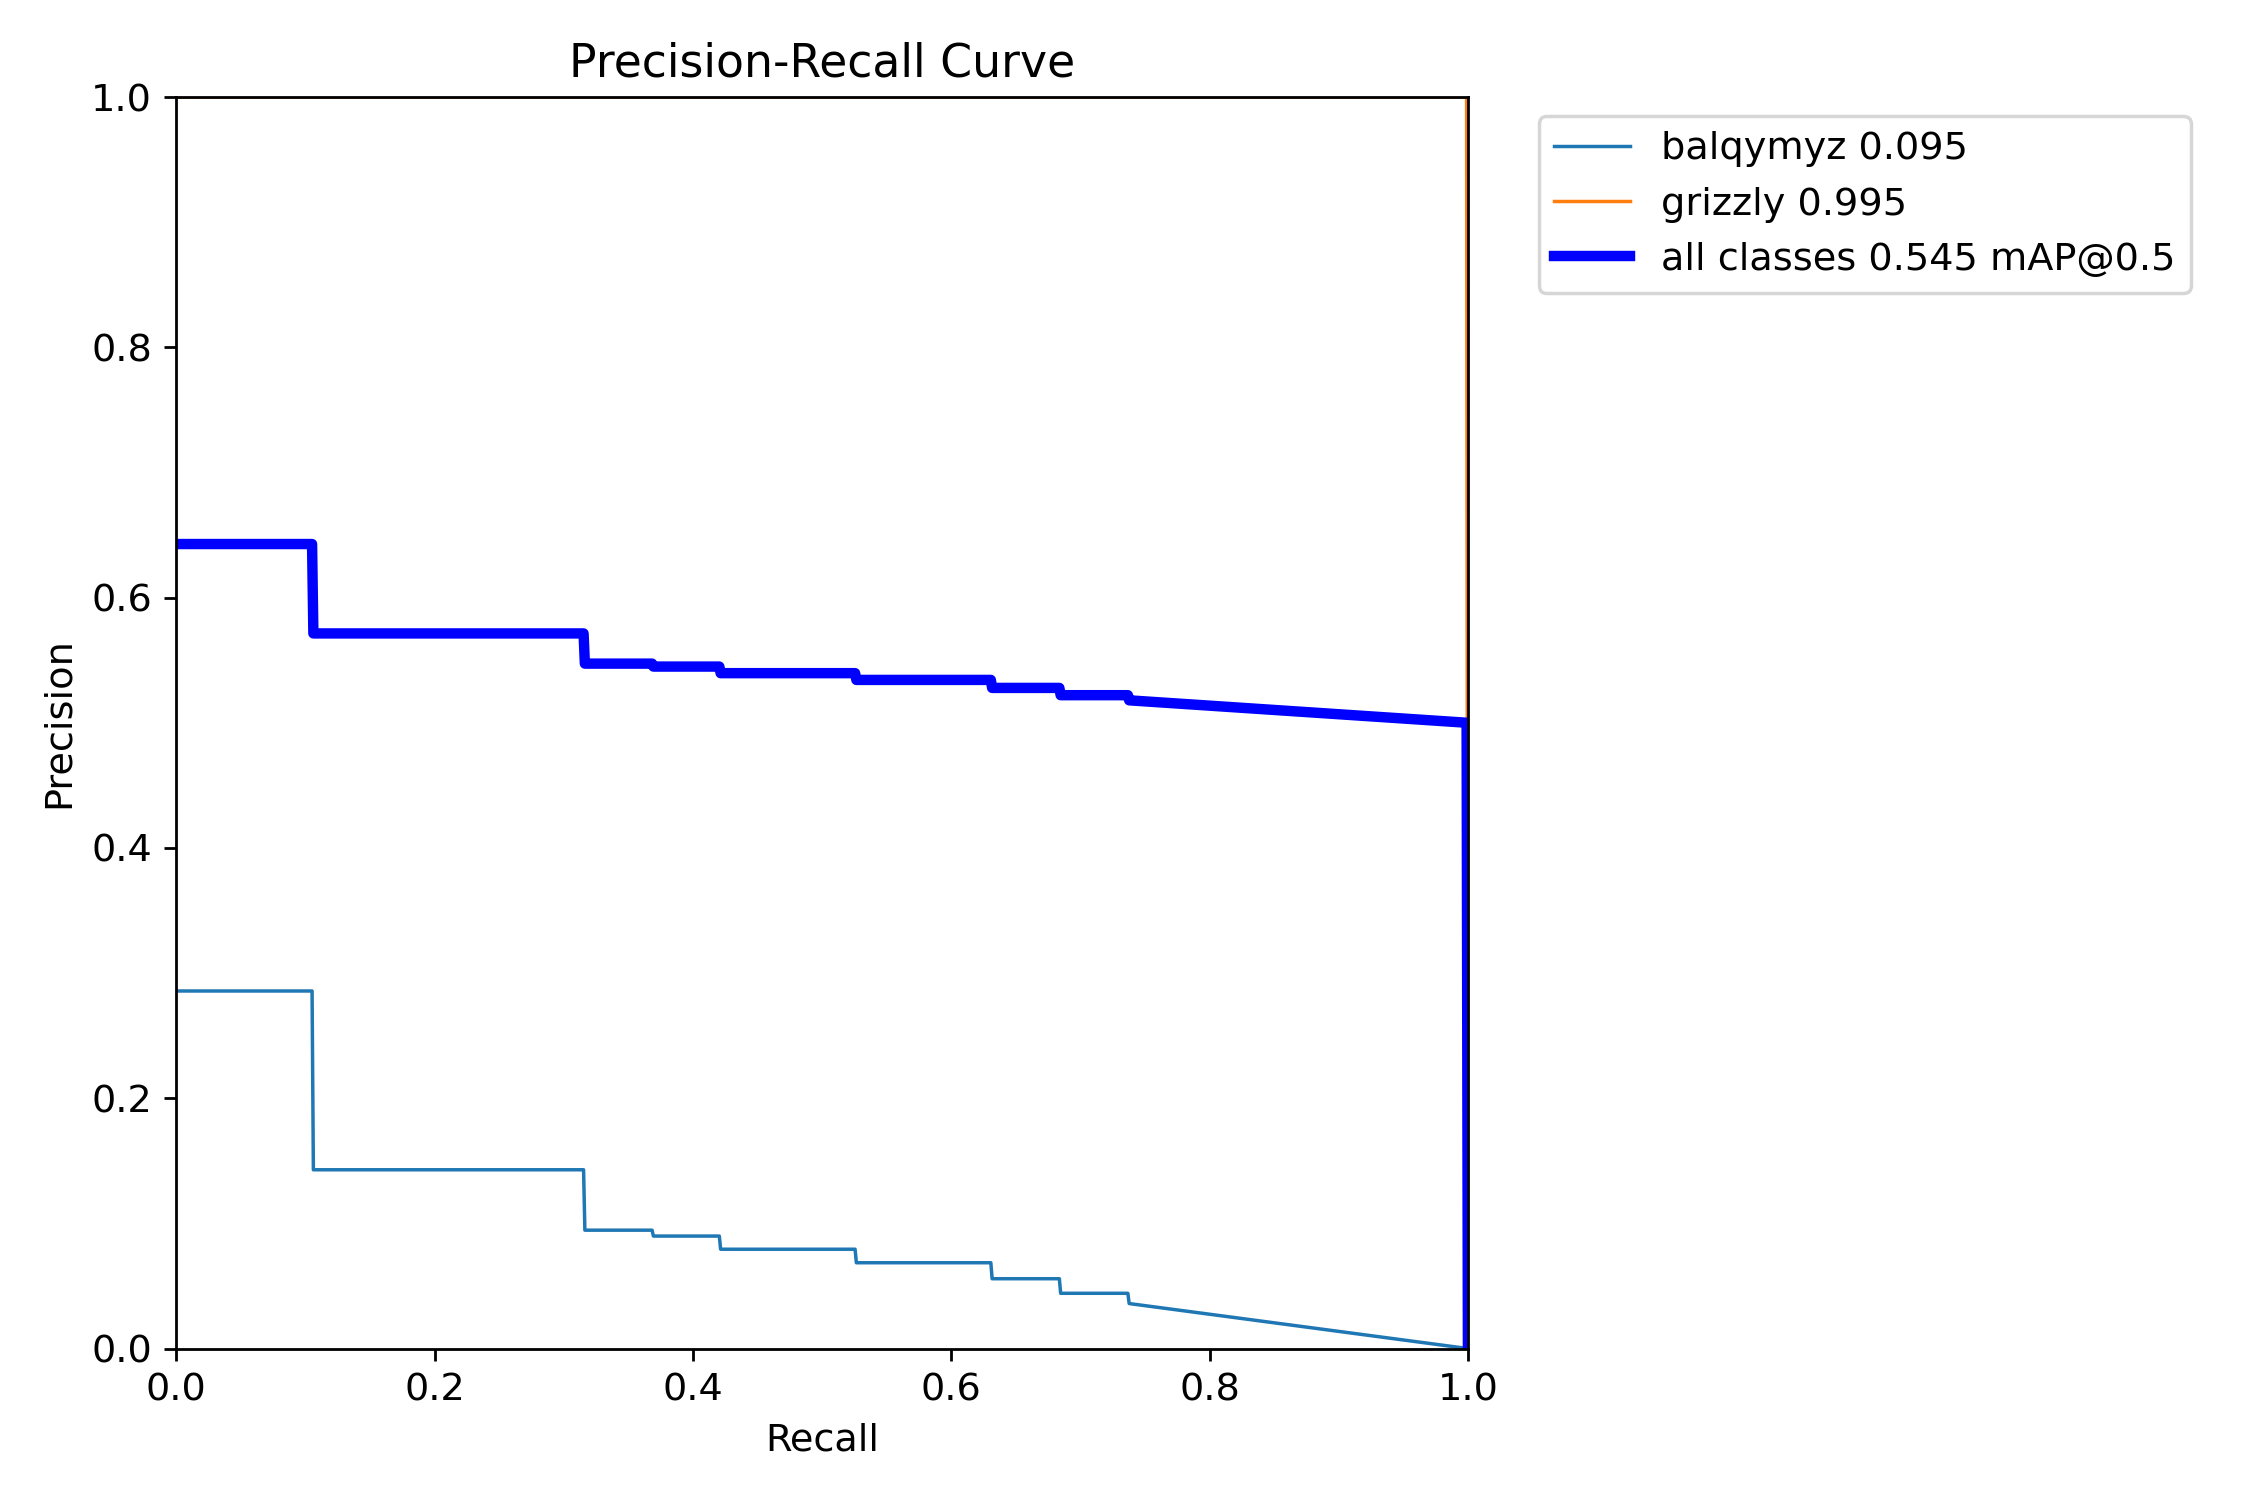 Precision-Recall Curve
balqymyz 0.095
grizzly 0.995
all classes 0.545 mAP@0.5
Precision
1.0
0.8
0.6
0.4
0.2
0.0
0.0 0.2 0.4 0.6 0.8 1.0
Recall